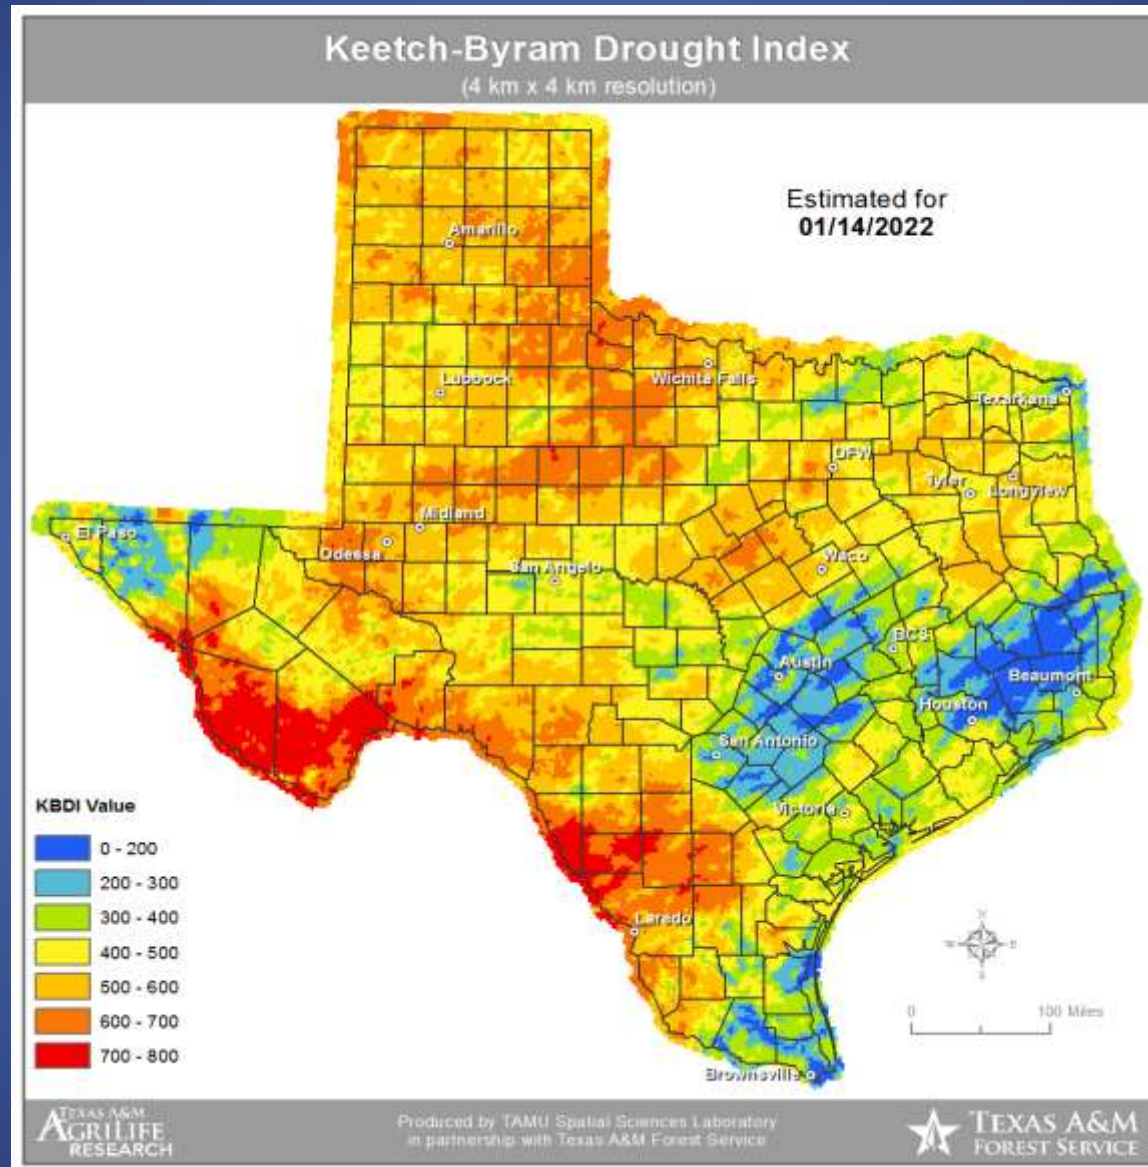 Keetch-Byram Drought Index
(4 km x 4 km resolution)
Estimated for
01/14/2022
Amarillo
Lubbock
Wichita Falls
Texarkana
DFW
Tyler
Longview
Midland
El Paso
Odessa
San Angelo
Waco
BCS
Austin
Beaumont
Houston
San Antonio
Victoria
Laredo
Brownsville
KBDI Value
0 - 200
200 - 300
300 - 400
400 - 500
500 - 600
600 - 700
700 - 800
N
W E
S
0 100 Miles
TEXAS A&M
AGRILIFE
RESEARCH
Produced by TAMU Spatial Sciences Laboratory
in partnership with Texas A&M Forest Service
TEXAS A&M
FOREST SERVICE